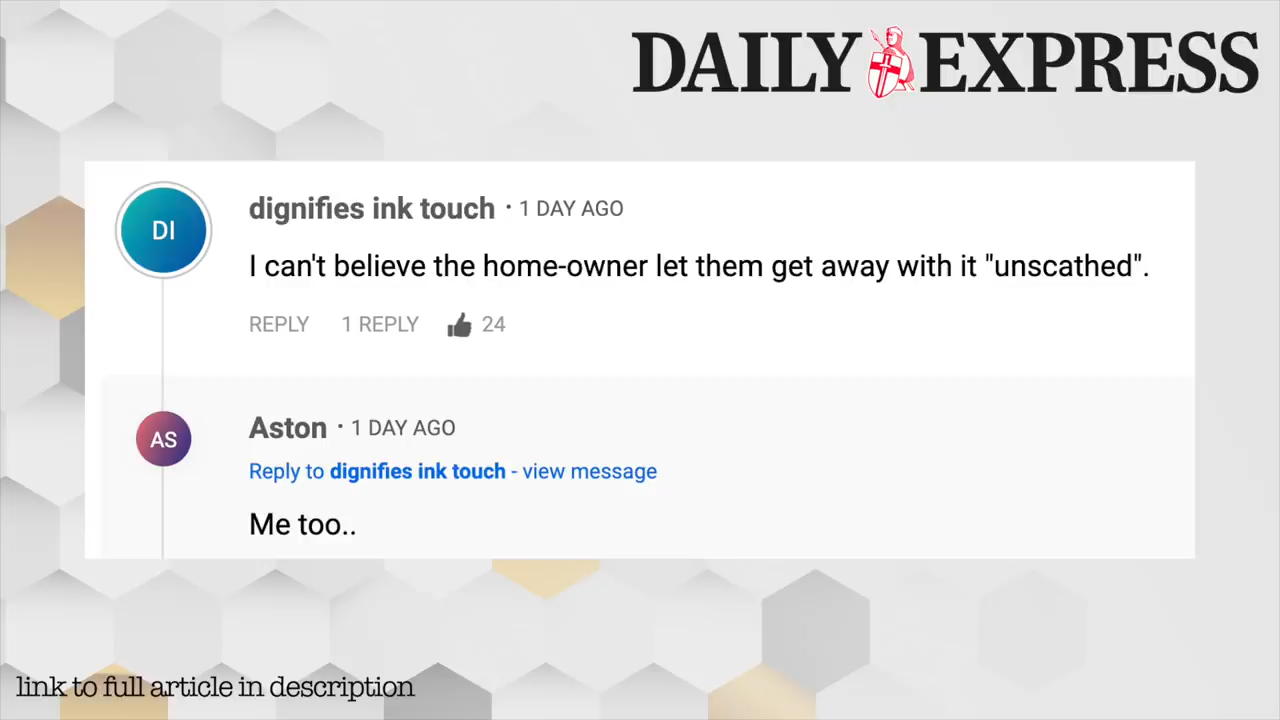 DAILY EXPRESS
DI
dignifies ink touch · 1 DAY AGO
I can't believe the home-owner let them get away with it "unscathed".
REPLY 1 REPLY 24
AS
Aston · 1 DAY AGO
Reply to dignifies ink touch - view message
Me too..
link to full article in description